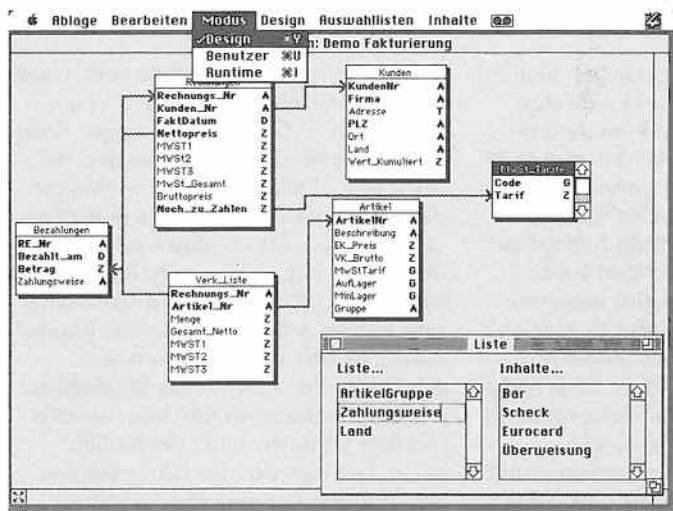 Ablage Bearbeiten Modus Design Auswahllisten Inhalte
✓Design ⌘Y
Benutzer ⌘U
Runtime ⌘I
n: Demo Fakturierung
Rechnungs_Nr A
Kunden_Nr A
FaktDatum D
Nettopreis Z
MWST1 Z
MWSt2 Z
MWST3 Z
MwSt_Gesamt Z
Bruttopreis Z
Noch_zu_Zahlen Z
Kunden
KundenNr A
Firma A
Adresse T
PLZ A
Ort A
Land A
Wert_Kumuliert Z
MwSt_Tarife
Code G
Tarif Z
Artikel
ArtikelNr A
Beschreibung A
EK_Preis Z
VK_Brutto Z
MwStTarif G
AufLager G
MinLager G
Gruppe A
Bezahlungen
RE_Nr A
Bezahlt_am D
Betrag Z
Zahlungsweise A
Verk_Liste
Rechnungs_Nr A
Artikel_Nr A
Menge Z
Gesamt_Netto Z
MWST1 Z
MWST2 Z
MWST3 Z
Liste
Liste...
ArtikelGruppe
Zahlungsweise
Land
Inhalte...
Bar
Scheck
Eurocard
Überweisung